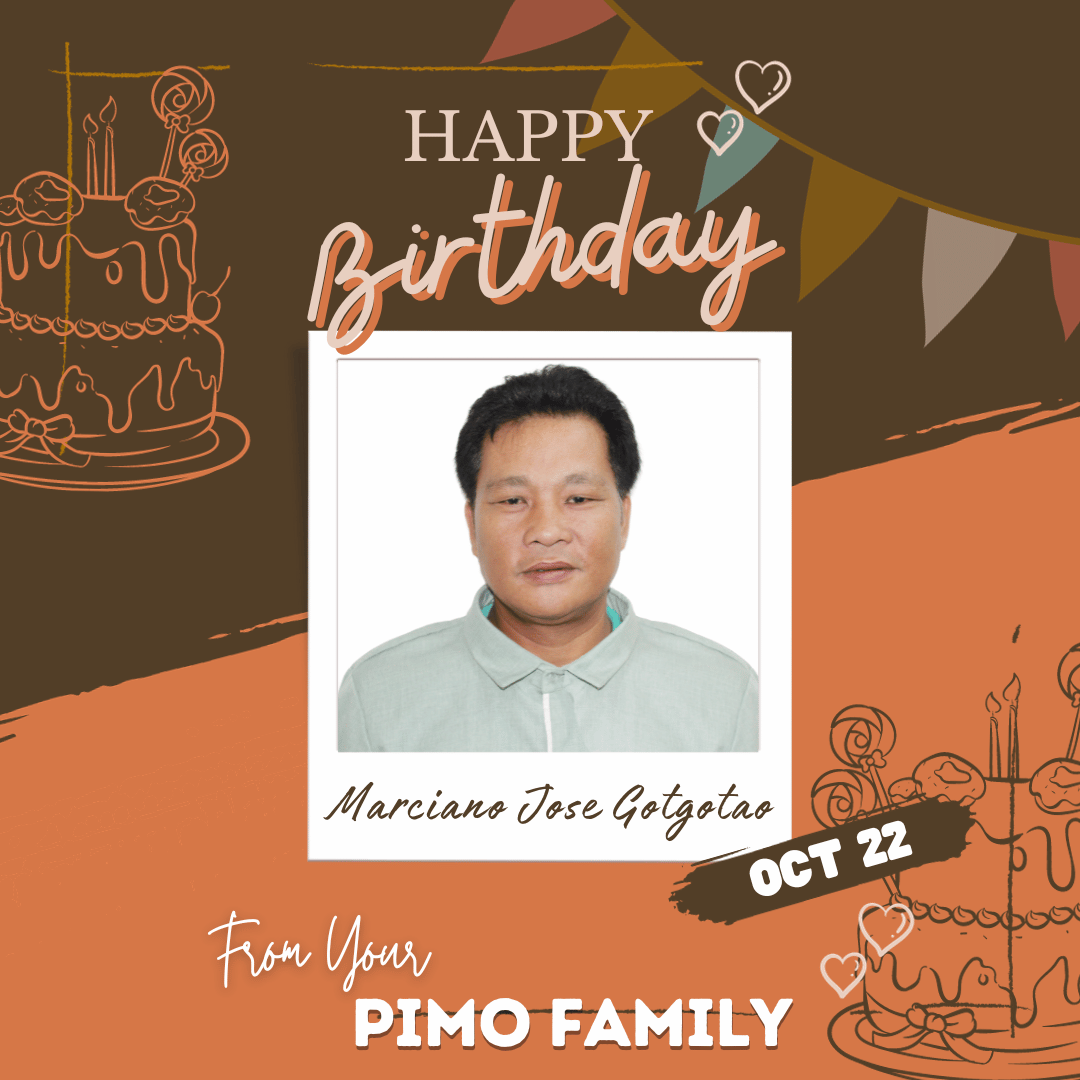 HAPPY
Birthday
Marciano Jose Gotgotao
OCT 22
From Your
PIMO FAMILY